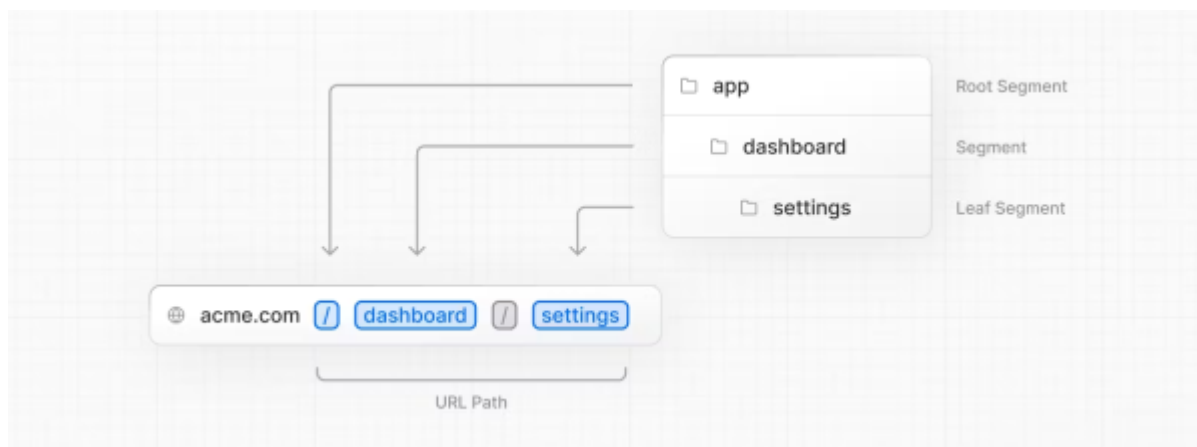 app
Root Segment
dashboard
Segment
settings
Leaf Segment
acme.com / dashboard / settings
URL Path